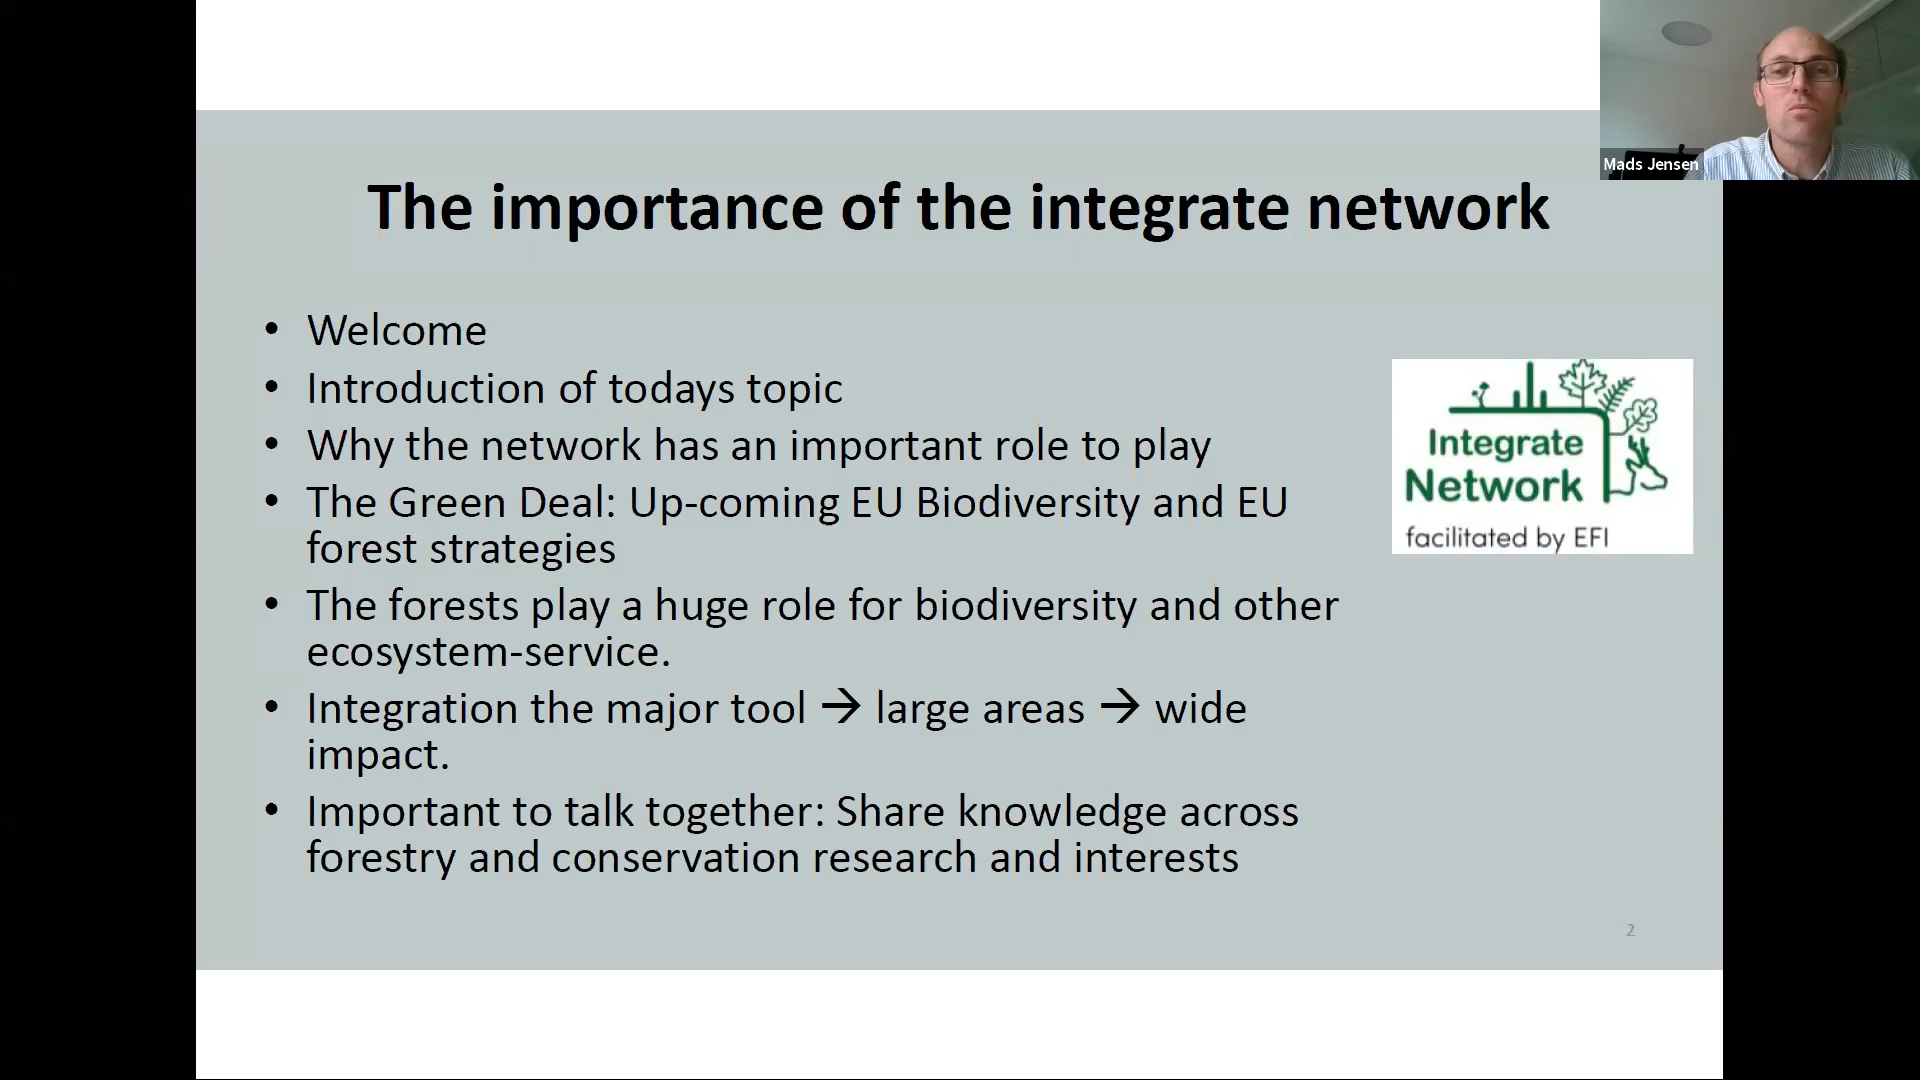 Mads Jensen
The importance of the integrate network
• Welcome
• Introduction of todays topic
• Why the network has an important role to play
• The Green Deal: Up-coming EU Biodiversity and EU
forest strategies
• The forests play a huge role for biodiversity and other
ecosystem-service.
• Integration the major tool → large areas → wide
impact.
• Important to talk together: Share knowledge across
forestry and conservation research and interests
Integrate
Network
facilitated by EFI
2